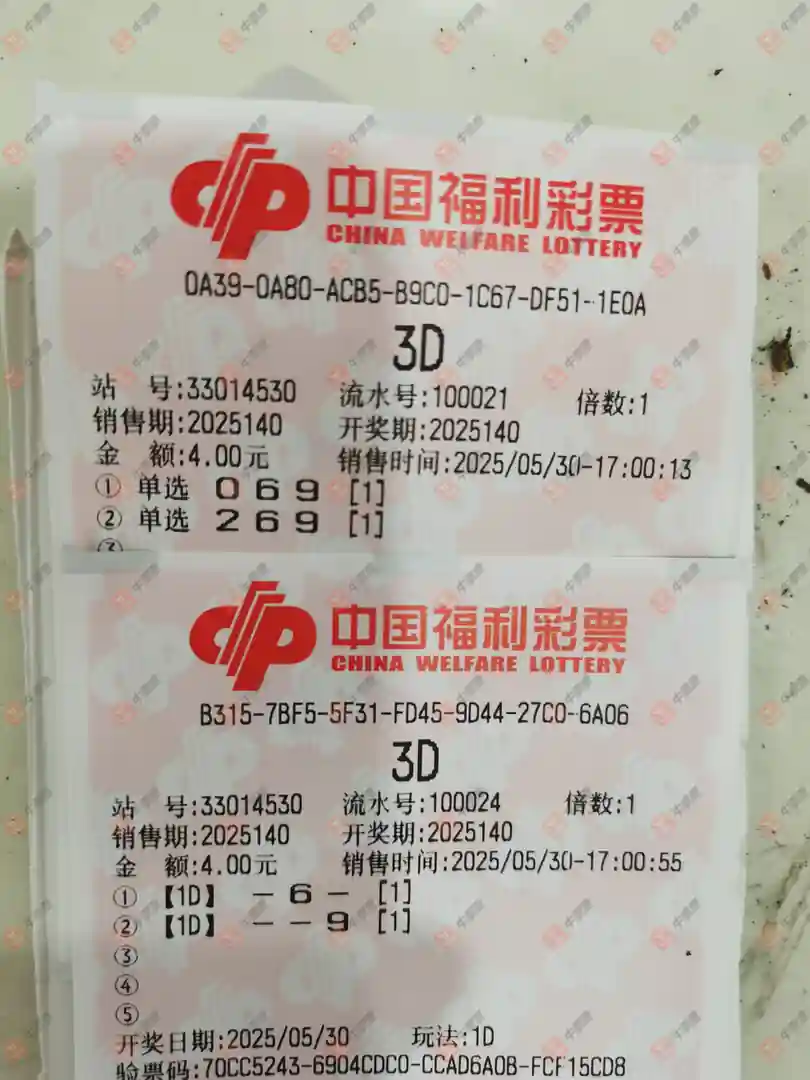 中国福利彩票
CHINA WELFARE LOTTERY
0A39-0A80-ACB5-B9C0-1C67-DF51-1E0A
3D
站 号:33014530 流水号:100021 倍数:1
销售期:2025140 开奖期:2025140
金 额:4.00元 销售时间:2025/05/30-17:00:13
① 单选 0 6 9 [1]
② 单选 2 6 9 [1]
中国福利彩票
CHINA WELFARE LOTTERY
B315-7BF5-5F31-FD45-9D44-27C0-6A06
3D
站 号:33014530 流水号:100024 倍数:1
销售期:2025140 开奖期:2025140
金 额:4.00元 销售时间:2025/05/30-17:00:55
① 【1D】 - 6 - [1]
② 【1D】 - - 9 [1]
③
④
⑤
开奖日期:2025/05/30 玩法:1D
验票码:70CC5243-6904CDC0-CCAD6A0B-FCF15CD8